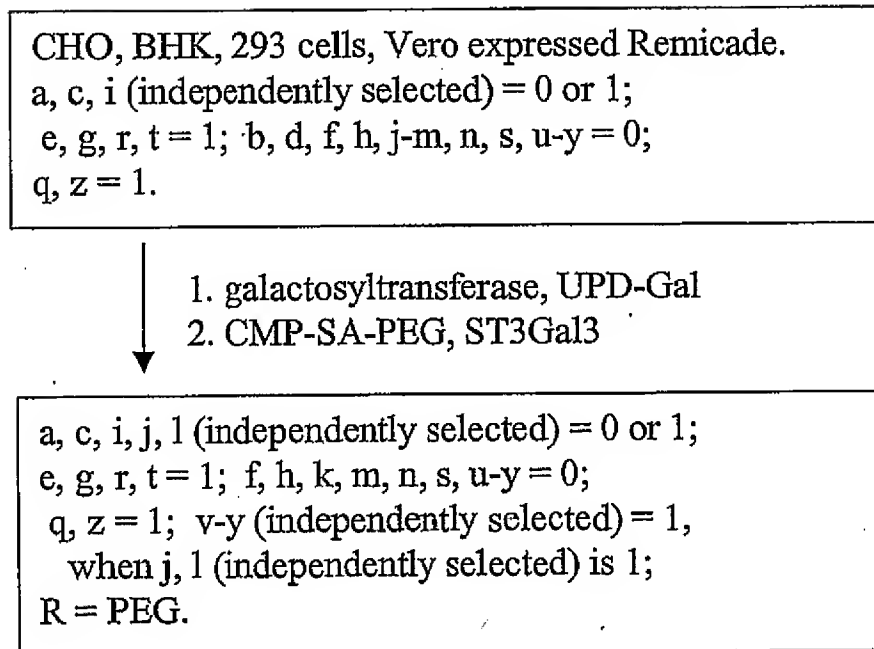 CHO, BHK, 293 cells, Vero expressed Remicade.
a, c, i (independently selected) = 0 or 1;
e, g, r, t = 1; b, d, f, h, j-m, n, s, u-y = 0;
q, z = 1.
1. galactosyltransferase, UPD-Gal
2. CMP-SA-PEG, ST3Gal3
a, c, i, j, l (independently selected) = 0 or 1;
e, g, r, t = 1; f, h, k, m, n, s, u-y = 0;
q, z = 1; v-y (independently selected) = 1,
when j, l (independently selected) is 1;
R = PEG.